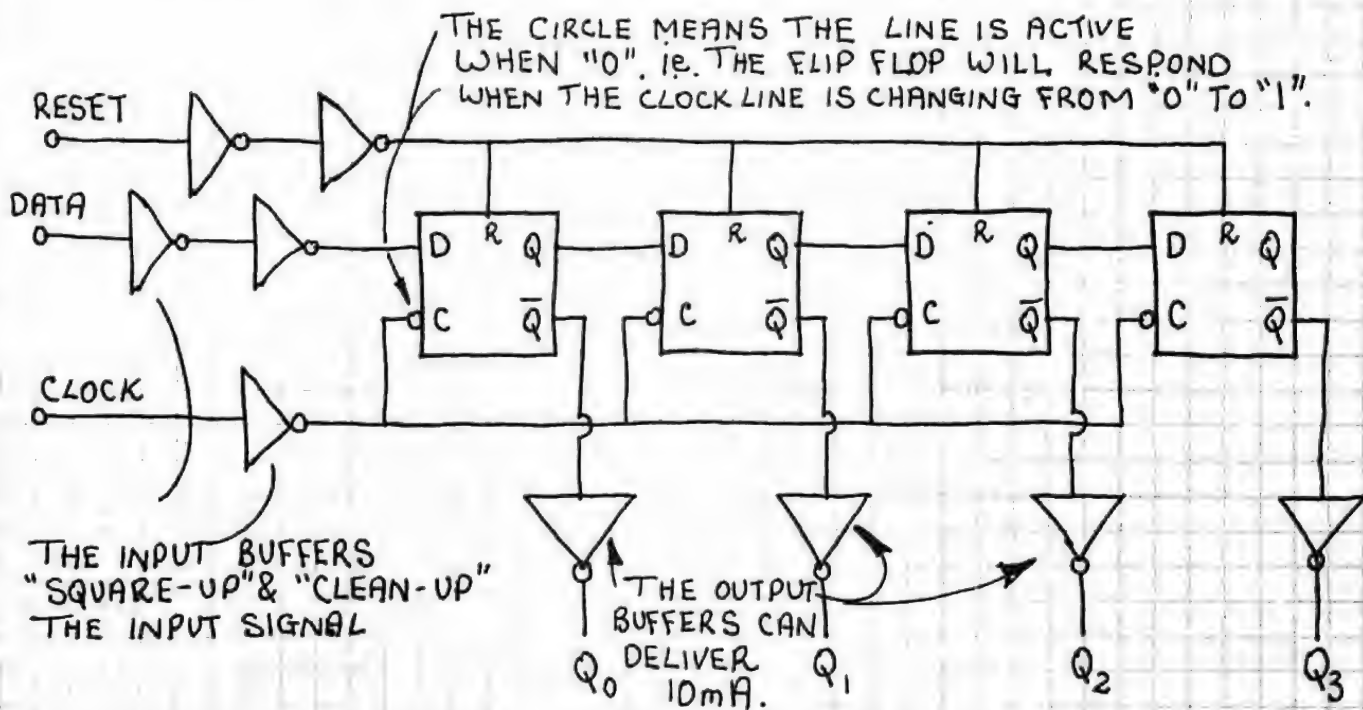 THE CIRCLE MEANS THE LINE IS ACTIVE
WHEN "0". ie. THE FLIP FLOP WILL RESPOND
WHEN THE CLOCK LINE IS CHANGING FROM "0" TO "1".
RESET
DATA
D R Q
C Q̅
D R Q
C Q̅
D R Q
C Q̅
D R
C Q̅
CLOCK
THE INPUT BUFFERS
"SQUARE-UP" & "CLEAN-UP"
THE INPUT SIGNAL
THE OUTPUT
BUFFERS CAN
DELIVER
10mA.
Q0
Q1
Q2
Q3